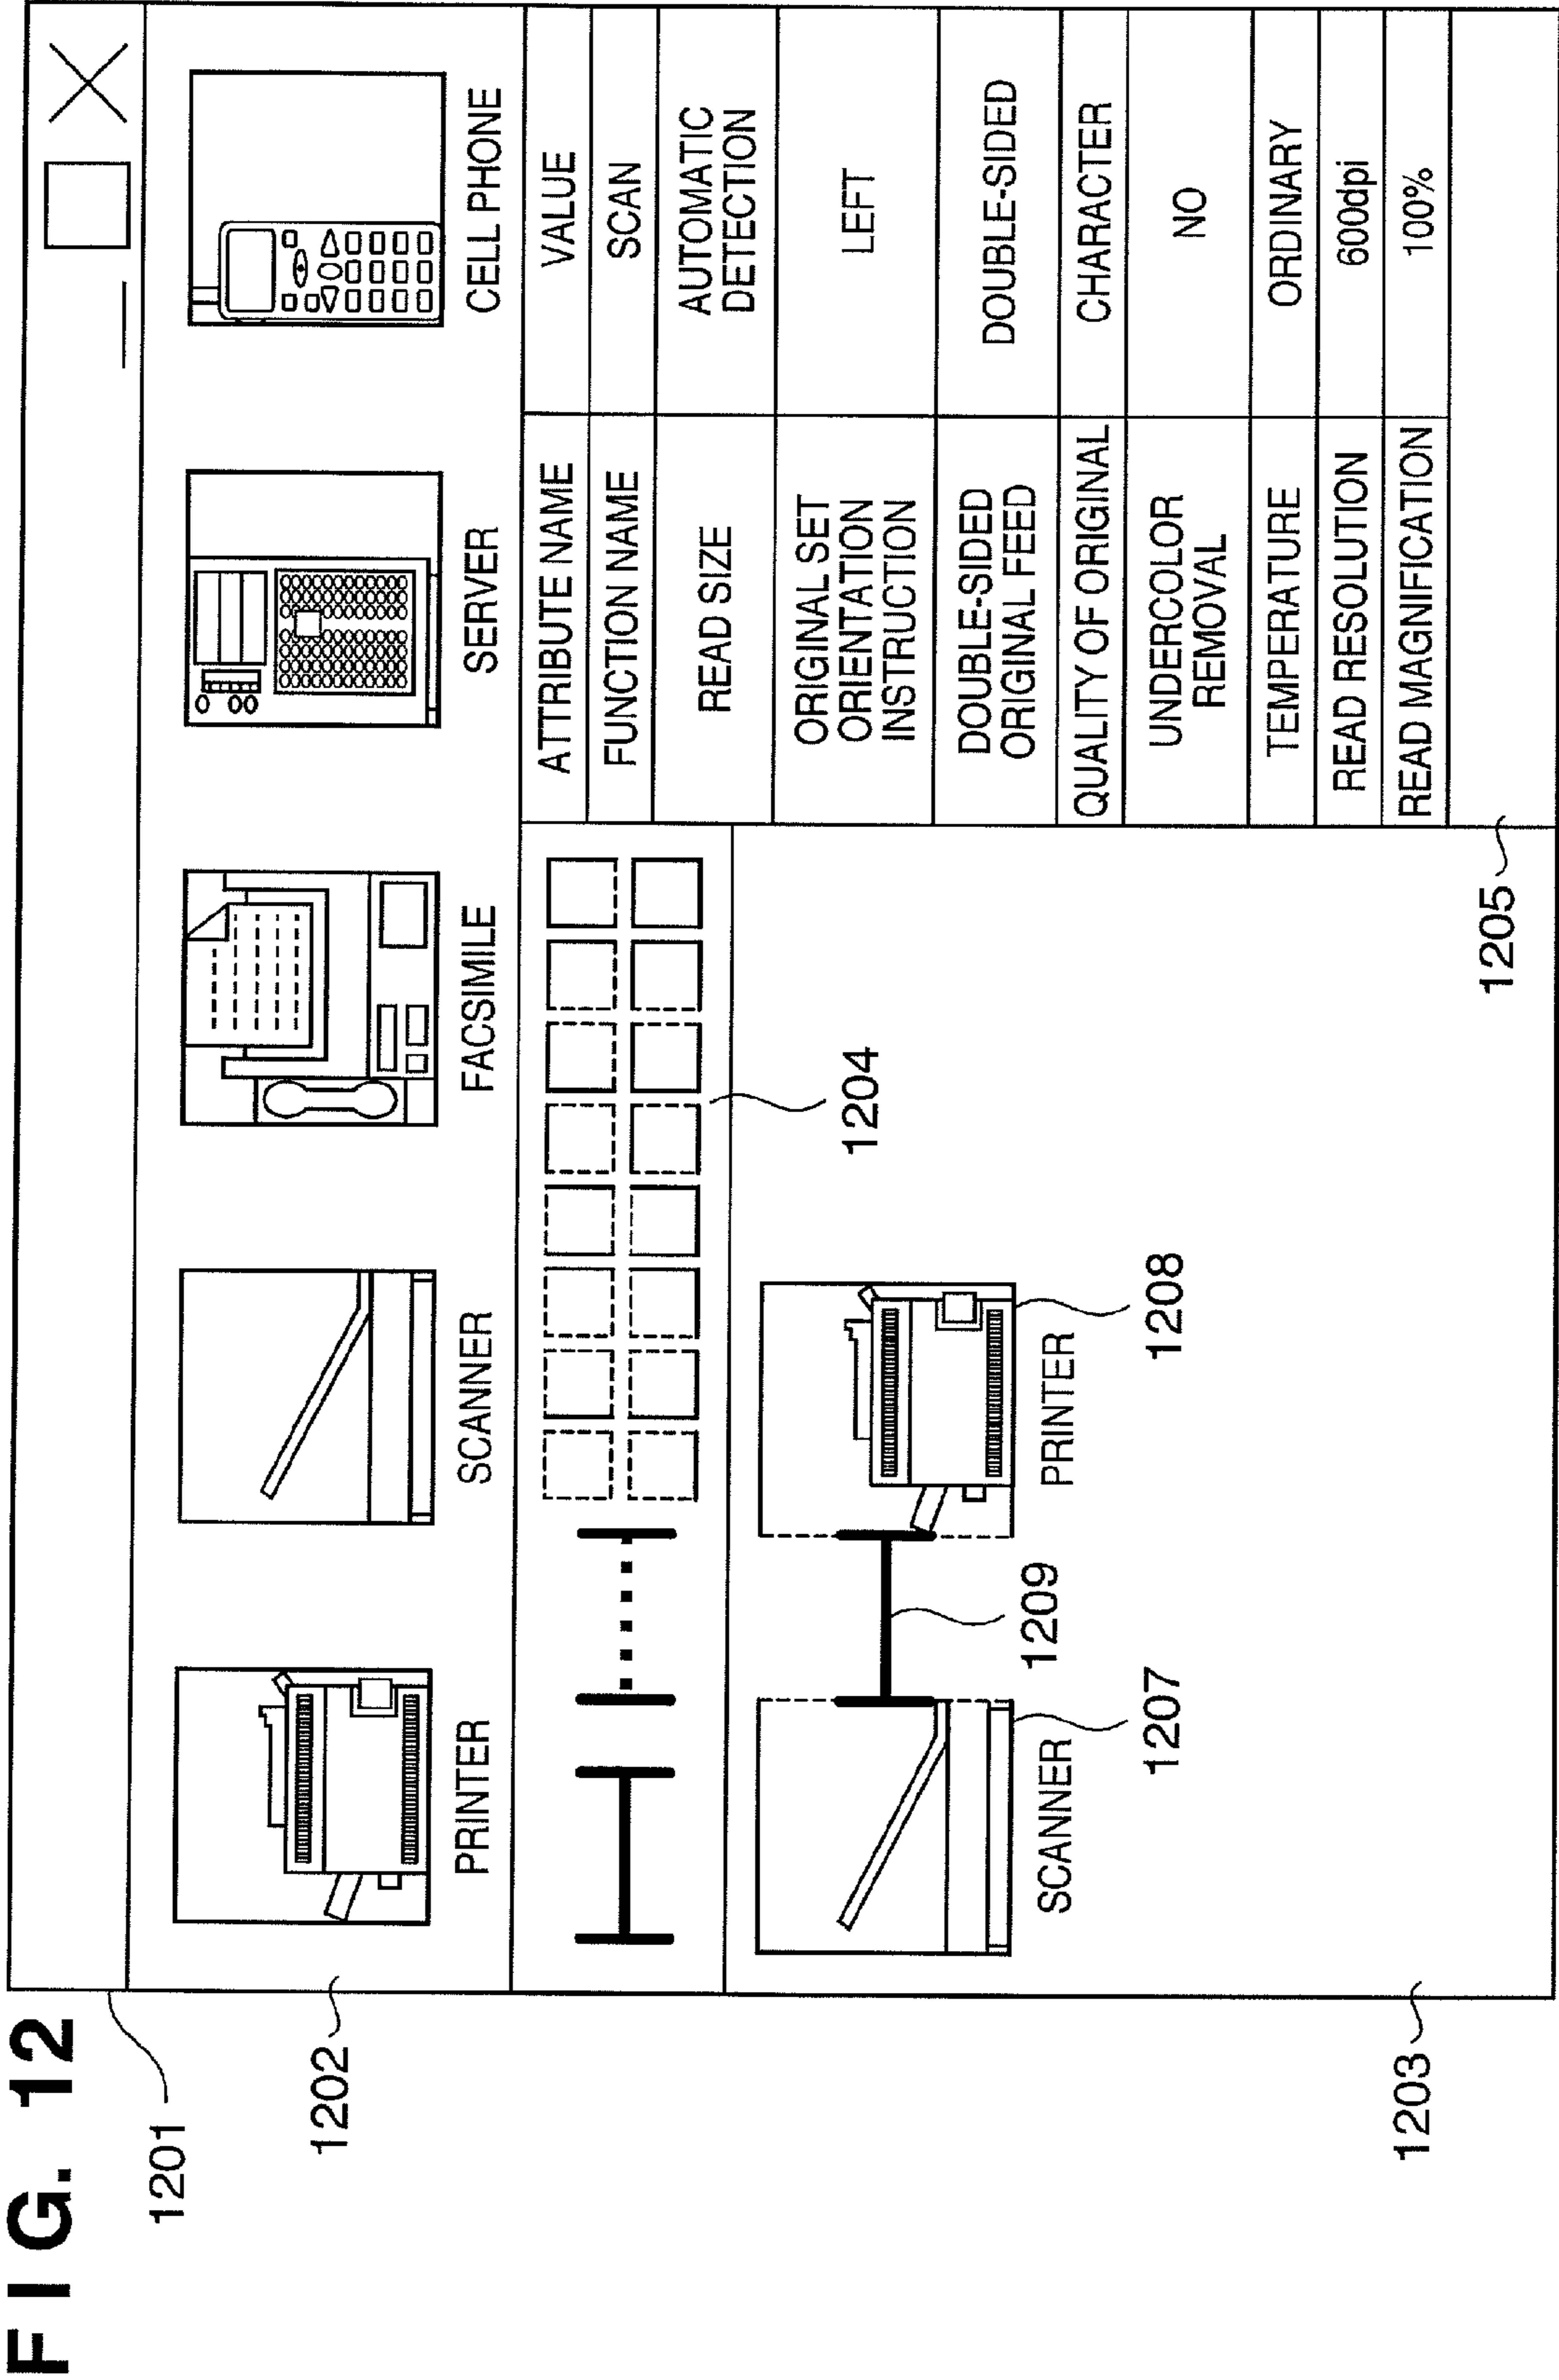 FIG. 12
1201
1202
PRINTER
SCANNER
FACSIMILE
SERVER
CELL PHONE
1204
ATTRIBUTE NAME VALUE
FUNCTION NAME SCAN
READ SIZE AUTOMATIC
DETECTION
ORIGINAL SET
ORIENTATION
INSTRUCTION LEFT
DOUBLE-SIDED
ORIGINAL FEED DOUBLE-SIDED
QUALITY OF ORIGINAL CHARACTER
UNDERCOLOR
REMOVAL NO
TEMPERATURE ORDINARY
READ RESOLUTION 600dpi
READ MAGNIFICATION 100%
1209
SCANNER
PRINTER
1207
1208
1203
1205